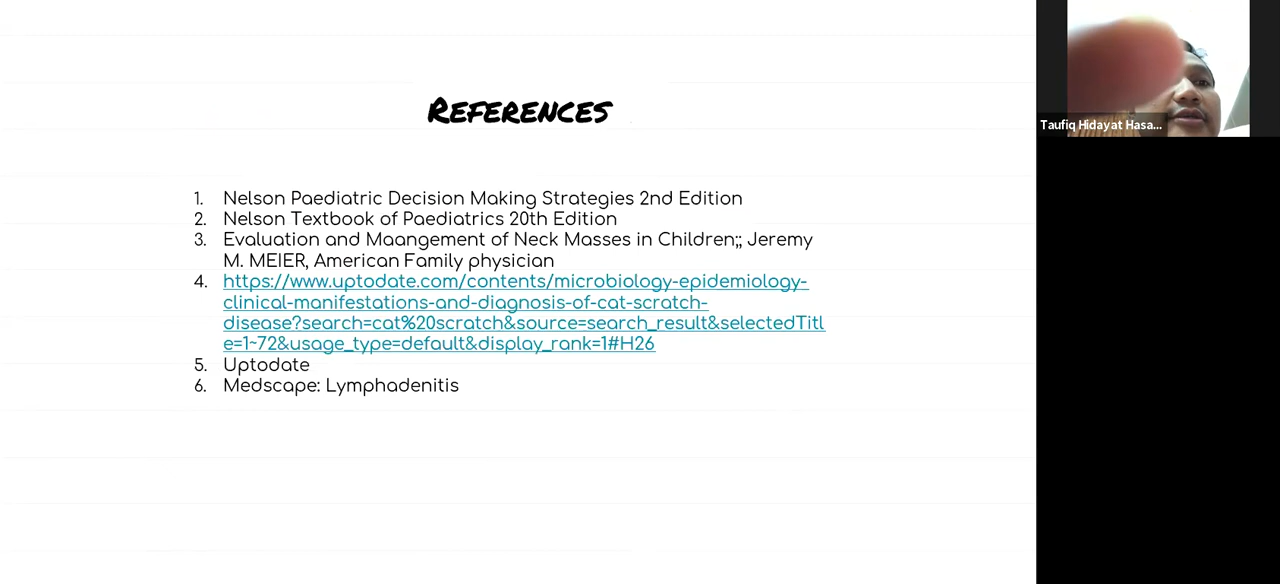 REFERENCES
1. Nelson Paediatric Decision Making Strategies 2nd Edition
2. Nelson Textbook of Paediatrics 20th Edition
3. Evaluation and Maangement of Neck Masses in Children;; Jeremy
M. MEIER, American Family physician
4. https://www.uptodate.com/contents/microbiology-epidemiology-
clinical-manifestations-and-diagnosis-of-cat-scratch-
disease?search=cat%20scratch&source=search_result&selectedTitl
e=1~72&usage_type=default&display_rank=1#H26
5. Uptodate
6. Medscape: Lymphadenitis
Taufiq Hidayat Hasa...